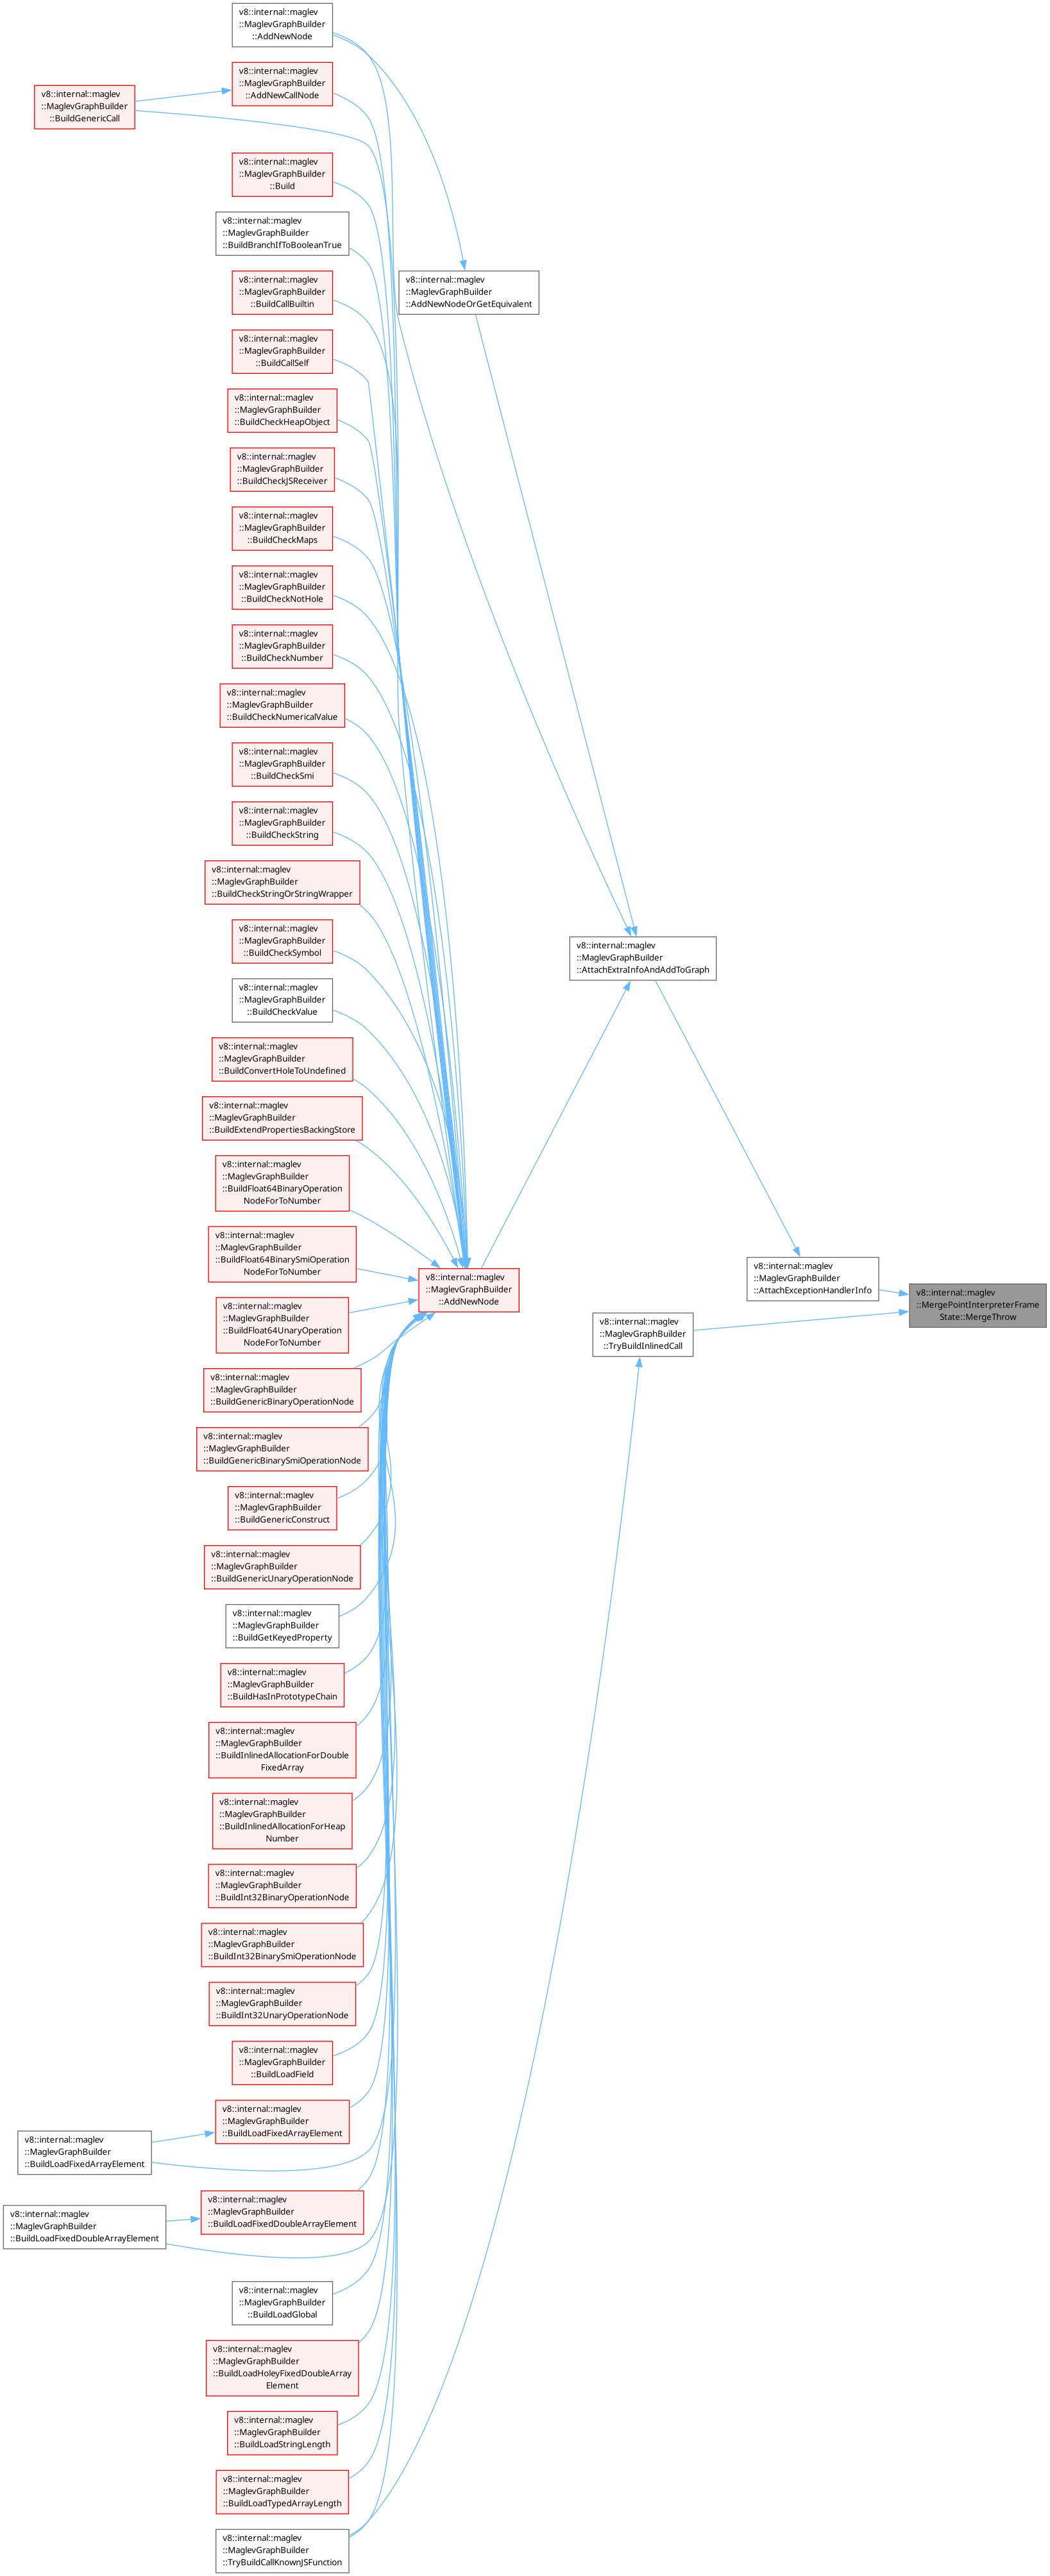 v8::internal::maglev
::MaglevGraphBuilder
::AddNewNode
v8::internal::maglev
::MaglevGraphBuilder
::AddNewCallNode
v8::internal::maglev
::MaglevGraphBuilder
::BuildGenericCall
v8::internal::maglev
::MaglevGraphBuilder
::Build
v8::internal::maglev
::MaglevGraphBuilder
::BuildBranchIfToBooleanTrue
v8::internal::maglev
::MaglevGraphBuilder
::BuildCallBuiltin
v8::internal::maglev
::MaglevGraphBuilder
::AddNewNodeOrGetEquivalent
v8::internal::maglev
::MaglevGraphBuilder
::BuildCallSelf
v8::internal::maglev
::MaglevGraphBuilder
::BuildCheckHeapObject
v8::internal::maglev
::MaglevGraphBuilder
::BuildCheckJSReceiver
v8::internal::maglev
::MaglevGraphBuilder
::BuildCheckMaps
v8::internal::maglev
::MaglevGraphBuilder
::BuildCheckNotHole
v8::internal::maglev
::MaglevGraphBuilder
::BuildCheckNumber
v8::internal::maglev
::MaglevGraphBuilder
::BuildCheckNumericalValue
v8::internal::maglev
::MaglevGraphBuilder
::BuildCheckSmi
v8::internal::maglev
::MaglevGraphBuilder
::BuildCheckString
v8::internal::maglev
::MaglevGraphBuilder
::BuildCheckStringOrStringWrapper
v8::internal::maglev
::MaglevGraphBuilder
::BuildCheckSymbol
v8::internal::maglev
::MaglevGraphBuilder
::AttachExtraInfoAndAddToGraph
v8::internal::maglev
::MaglevGraphBuilder
::BuildCheckValue
v8::internal::maglev
::MaglevGraphBuilder
::BuildConvertHoleToUndefined
v8::internal::maglev
::MaglevGraphBuilder
::BuildExtendPropertiesBackingStore
v8::internal::maglev
::MaglevGraphBuilder
::BuildFloat64BinaryOperation
NodeForToNumber
v8::internal::maglev
::MaglevGraphBuilder
::BuildFloat64BinarySmiOperation
NodeForToNumber
v8::internal::maglev
::MaglevGraphBuilder
::AddNewNode
v8::internal::maglev
::MaglevGraphBuilder
::AttachExceptionHandlerInfo
v8::internal::maglev
::MergePointInterpreterFrame
State::MergeThrow
v8::internal::maglev
::MaglevGraphBuilder
::BuildFloat64UnaryOperation
NodeForToNumber
v8::internal::maglev
::MaglevGraphBuilder
::TryBuildInlinedCall
v8::internal::maglev
::MaglevGraphBuilder
::BuildGenericBinaryOperationNode
v8::internal::maglev
::MaglevGraphBuilder
::BuildGenericBinarySmiOperationNode
v8::internal::maglev
::MaglevGraphBuilder
::BuildGenericConstruct
v8::internal::maglev
::MaglevGraphBuilder
::BuildGenericUnaryOperationNode
v8::internal::maglev
::MaglevGraphBuilder
::BuildGetKeyedProperty
v8::internal::maglev
::MaglevGraphBuilder
::BuildHasInPrototypeChain
v8::internal::maglev
::MaglevGraphBuilder
::BuildInlinedAllocationForDouble
FixedArray
v8::internal::maglev
::MaglevGraphBuilder
::BuildInlinedAllocationForHeap
Number
v8::internal::maglev
::MaglevGraphBuilder
::BuildInt32BinaryOperationNode
v8::internal::maglev
::MaglevGraphBuilder
::BuildInt32BinarySmiOperationNode
v8::internal::maglev
::MaglevGraphBuilder
::BuildInt32UnaryOperationNode
v8::internal::maglev
::MaglevGraphBuilder
::BuildLoadField
v8::internal::maglev
::MaglevGraphBuilder
::BuildLoadFixedArrayElement
v8::internal::maglev
::MaglevGraphBuilder
::BuildLoadFixedArrayElement
v8::internal::maglev
::MaglevGraphBuilder
::BuildLoadFixedDoubleArrayElement
v8::internal::maglev
::MaglevGraphBuilder
::BuildLoadFixedDoubleArrayElement
v8::internal::maglev
::MaglevGraphBuilder
::BuildLoadGlobal
v8::internal::maglev
::MaglevGraphBuilder
::BuildLoadHoleyFixedDoubleArray
Element
v8::internal::maglev
::MaglevGraphBuilder
::BuildLoadStringLength
v8::internal::maglev
::MaglevGraphBuilder
::BuildLoadTypedArrayLength
v8::internal::maglev
::MaglevGraphBuilder
::TryBuildCallKnownJSFunction